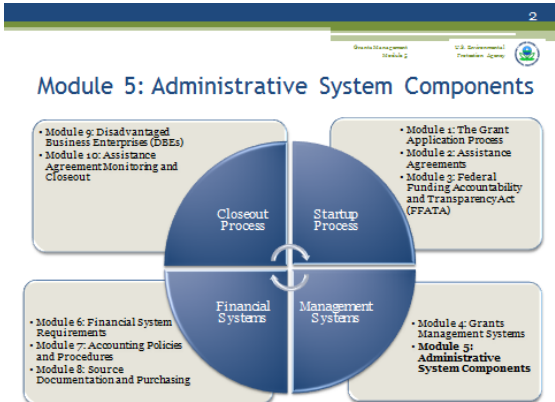 2
Grants Management
Module 5
U.S. Environmental
Protection Agency
Module 5: Administrative System Components
• Module 9: Disadvantaged
Business Enterprises (DBEs)
• Module 10: Assistance
Agreement Monitoring and
Closeout
• Module 1: The Grant
Application Process
• Module 2: Assistance
Agreements
• Module 3: Federal
Funding Accountability
and Transparency Act
(FFATA)
Closeout
Process
Startup
Process
Financial
Systems
Management
Systems
• Module 6: Financial System
Requirements
• Module 7: Accounting Policies
and Procedures
• Module 8: Source
Documentation and Purchasing
• Module 4: Grants
Management Systems
• Module 5:
Administrative
System Components